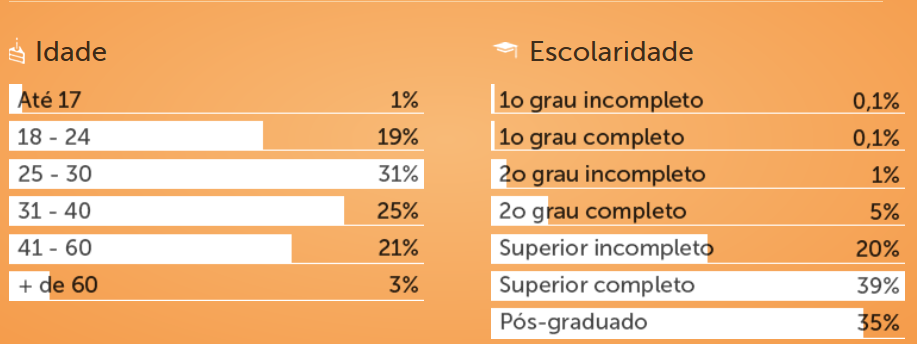 Idade
Até 17 1%
18 - 24 19%
25 - 30 31%
31 - 40 25%
41 - 60 21%
+ de 60 3%
Escolaridade
1o grau incompleto 0,1%
1o grau completo 0,1%
2o grau incompleto 1%
2o grau completo 5%
Superior incompleto 20%
Superior completo 39%
Pós-graduado 35%